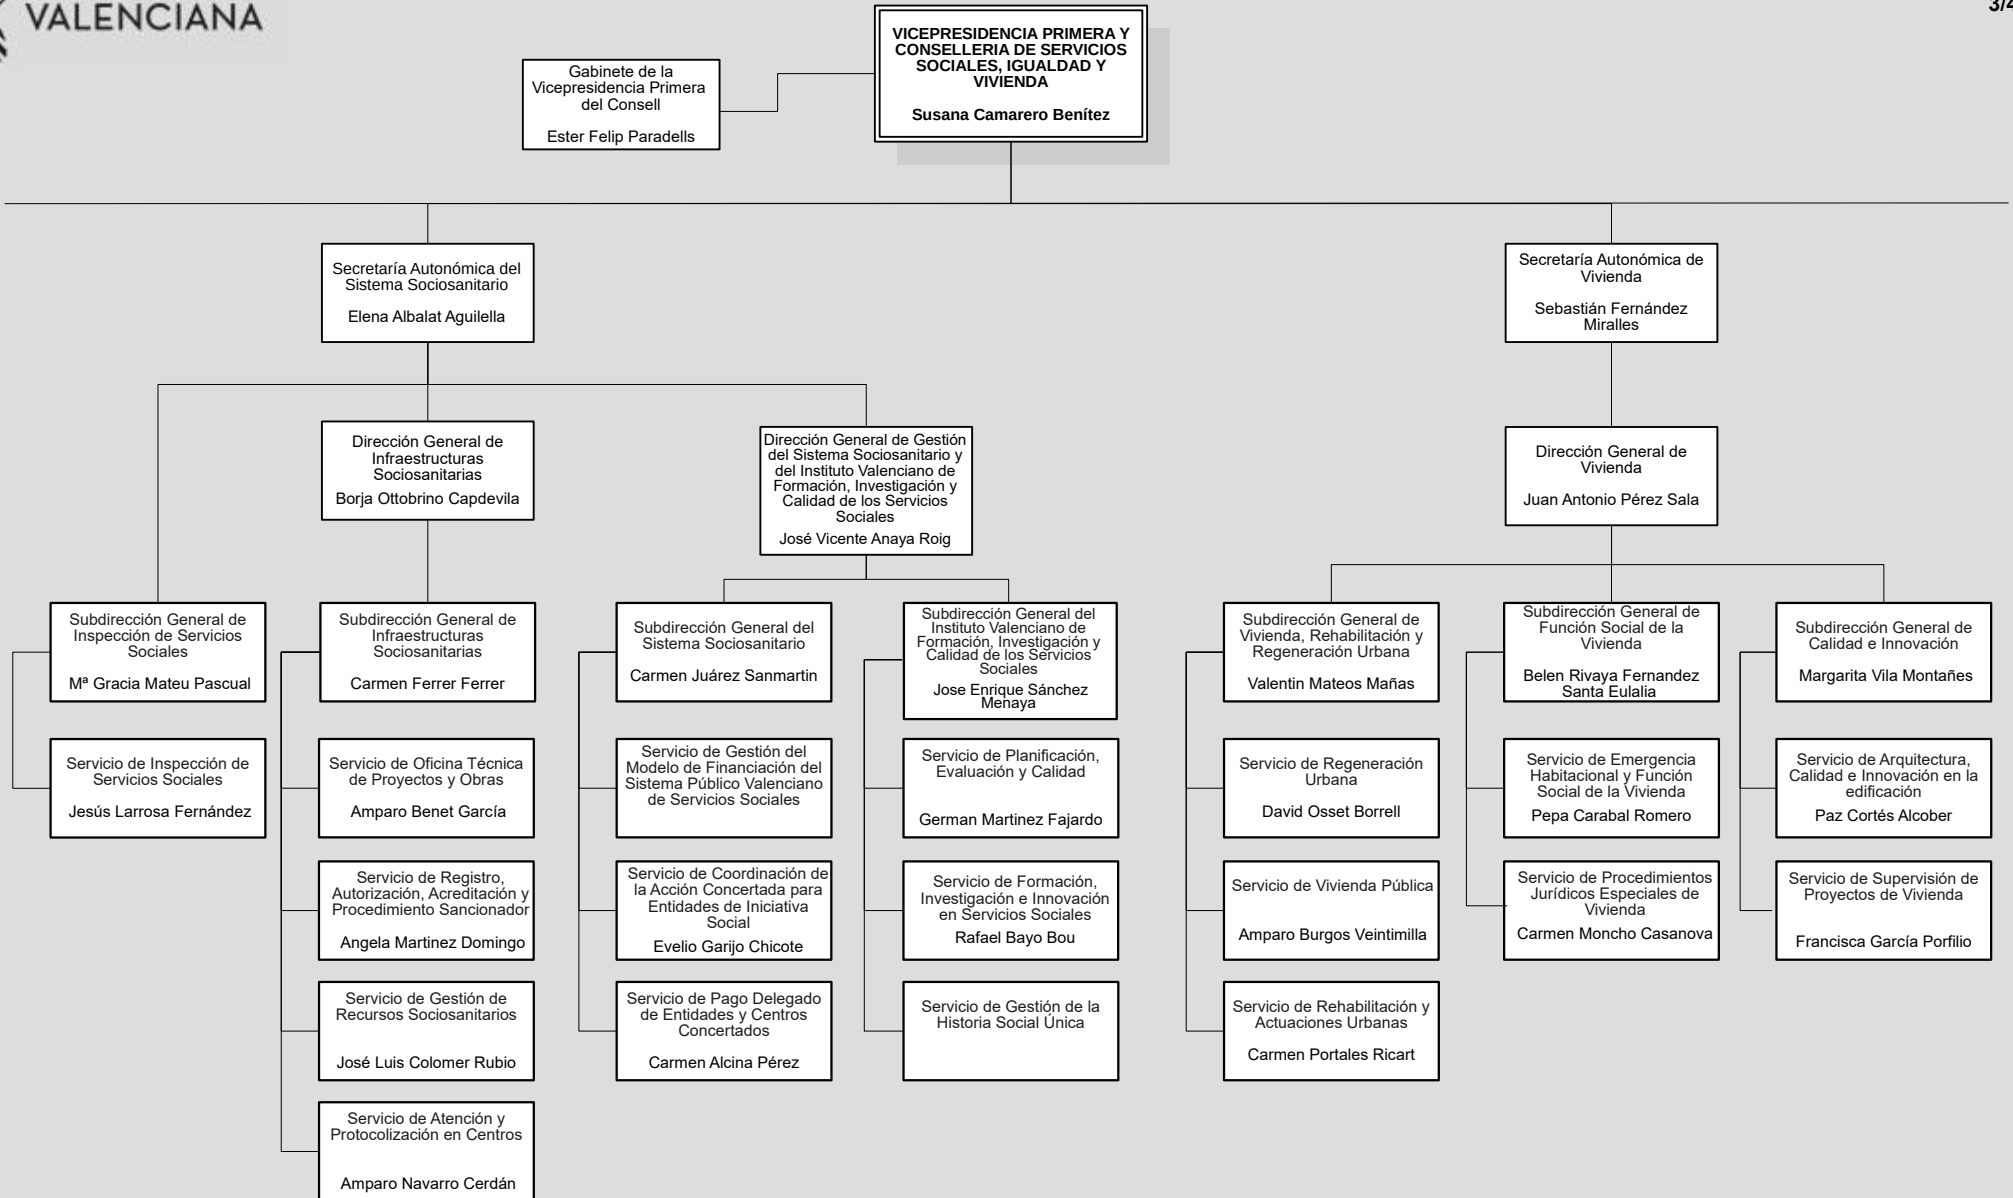 VALENCIANA
3/4
VICEPRESIDENCIA PRIMERA Y
CONSELLERIA DE SERVICIOS
SOCIALES, IGUALDAD Y
VIVIENDA
Susana Camarero Benítez
Gabinete de la
Vicepresidencia Primera
del Consell
Ester Felip Paradells
Secretaría Autonómica del
Sistema Sociosanitario
Elena Albalat Aguilella
Secretaría Autonómica de
Vivienda
Sebastián Fernández
Miralles
Dirección General de
Infraestructuras
Sociosanitarias
Borja Ottobrino Capdevila
Dirección General de Gestión
del Sistema Sociosanitario y
del Instituto Valenciano de
Formación, Investigación y
Calidad de los Servicios
Sociales
José Vicente Anaya Roig
Dirección General de
Vivienda
Juan Antonio Pérez Sala
Subdirección General de
Inspección de Servicios
Sociales
Mª Gracia Mateu Pascual
Subdirección General de
Infraestructuras
Sociosanitarias
Carmen Ferrer Ferrer
Subdirección General del
Sistema Sociosanitario
Carmen Juárez Sanmartin
Subdirección General del
Instituto Valenciano de
Formación, Investigación y
Calidad de los Servicios
Sociales
Jose Enrique Sánchez
Menaya
Subdirección General de
Vivienda, Rehabilitación y
Regeneración Urbana
Valentin Mateos Mañas
Subdirección General de
Función Social de la
Vivienda
Belen Rivaya Fernandez
Santa Eulalia
Subdirección General de
Calidad e Innovación
Margarita Vila Montañes
Servicio de Inspección de
Servicios Sociales
Jesús Larrosa Fernández
Servicio de Oficina Técnica
de Proyectos y Obras
Amparo Benet García
Servicio de Gestión del
Modelo de Financiación del
Sistema Público Valenciano
de Servicios Sociales
Servicio de Planificación,
Evaluación y Calidad
German Martinez Fajardo
Servicio de Regeneración
Urbana
David Osset Borrell
Servicio de Emergencia
Habitacional y Función
Social de la Vivienda
Pepa Carabal Romero
Servicio de Arquitectura,
Calidad e Innovación en la
edificación
Paz Cortés Alcober
Servicio de Registro,
Autorización, Acreditación y
Procedimiento Sancionador
Angela Martinez Domingo
Servicio de Coordinación de
la Acción Concertada para
Entidades de Iniciativa
Social
Evelio Garijo Chicote
Servicio de Formación,
Investigación e Innovación
en Servicios Sociales
Rafael Bayo Bou
Servicio de Vivienda Pública
Amparo Burgos Veintimilla
Servicio de Procedimientos
Jurídicos Especiales de
Vivienda
Carmen Moncho Casanova
Servicio de Supervisión de
Proyectos de Vivienda
Francisca García Porfilio
Servicio de Gestión de
Recursos Sociosanitarios
José Luis Colomer Rubio
Servicio de Pago Delegado
de Entidades y Centros
Concertados
Carmen Alcina Pérez
Servicio de Gestión de la
Historia Social Única
Servicio de Rehabilitación y
Actuaciones Urbanas
Carmen Portales Ricart
Servicio de Atención y
Protocolización en Centros
Amparo Navarro Cerdán